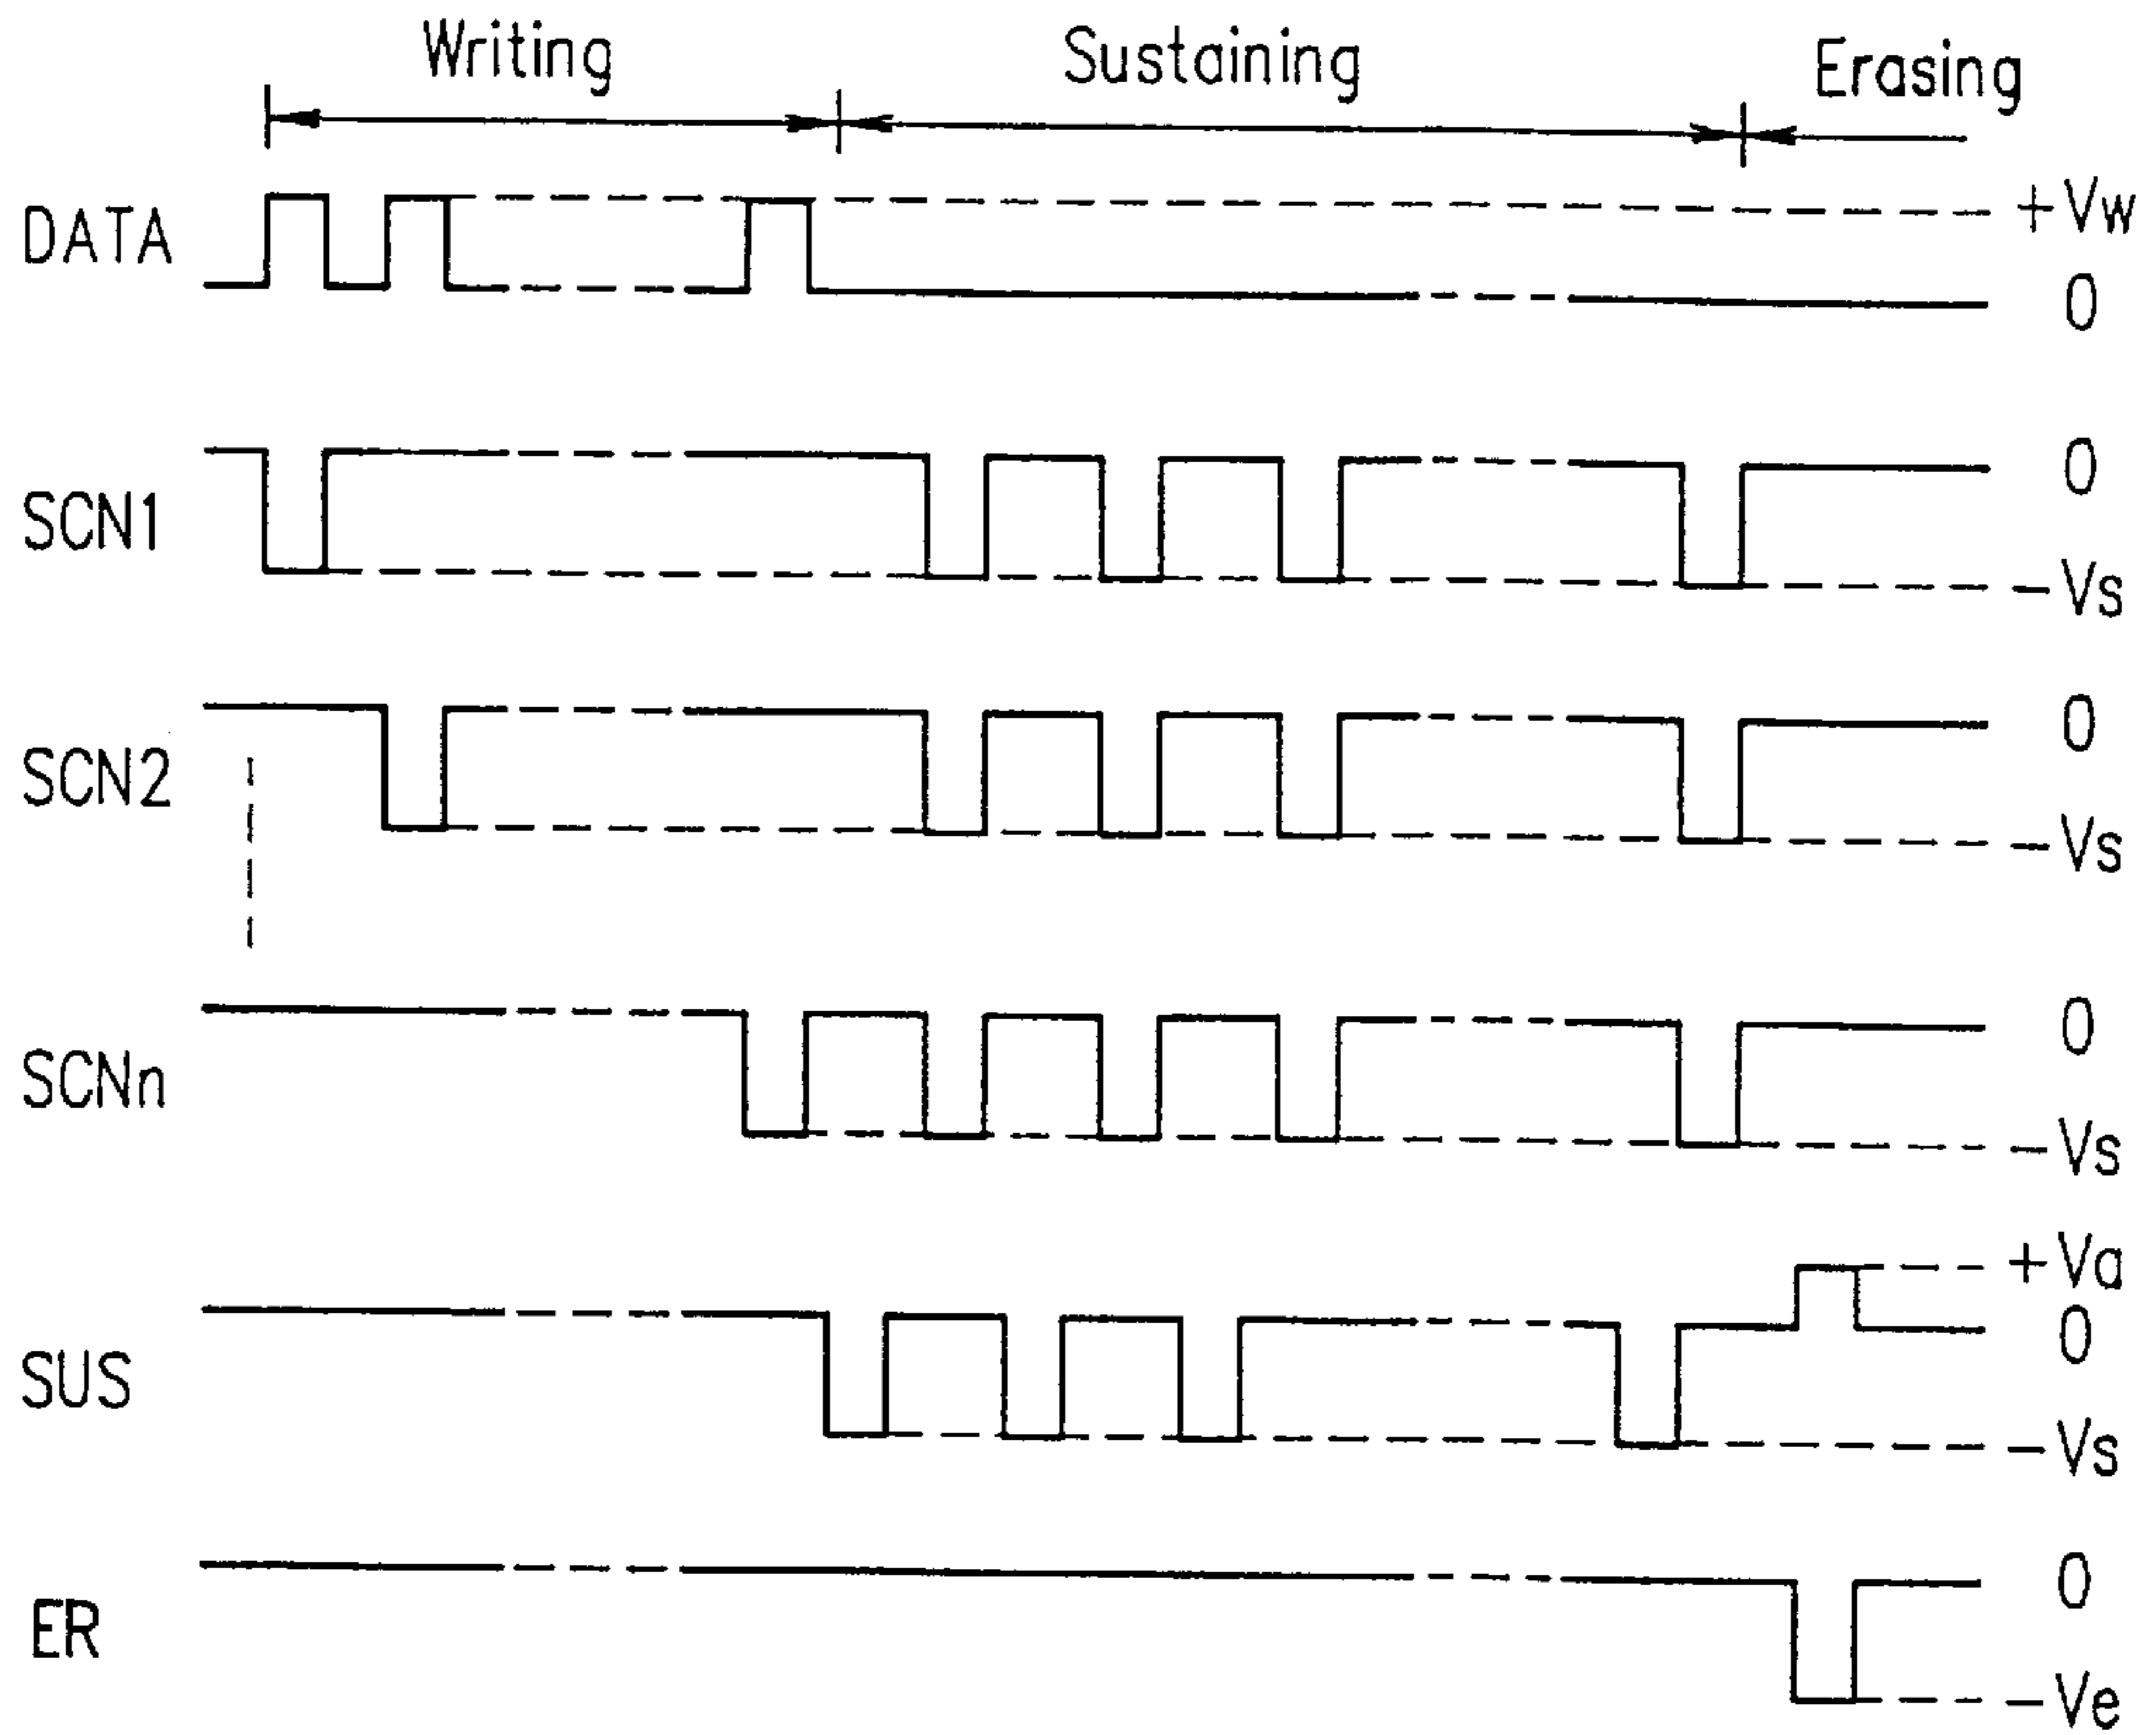 Writing Sustaining Erasing
DATA +Vw
0
SCN1 0
-Vs
SCN2 0
-Vs
SCNn 0
-Vs
+Va
SUS 0
-Vs
ER 0
-Ve